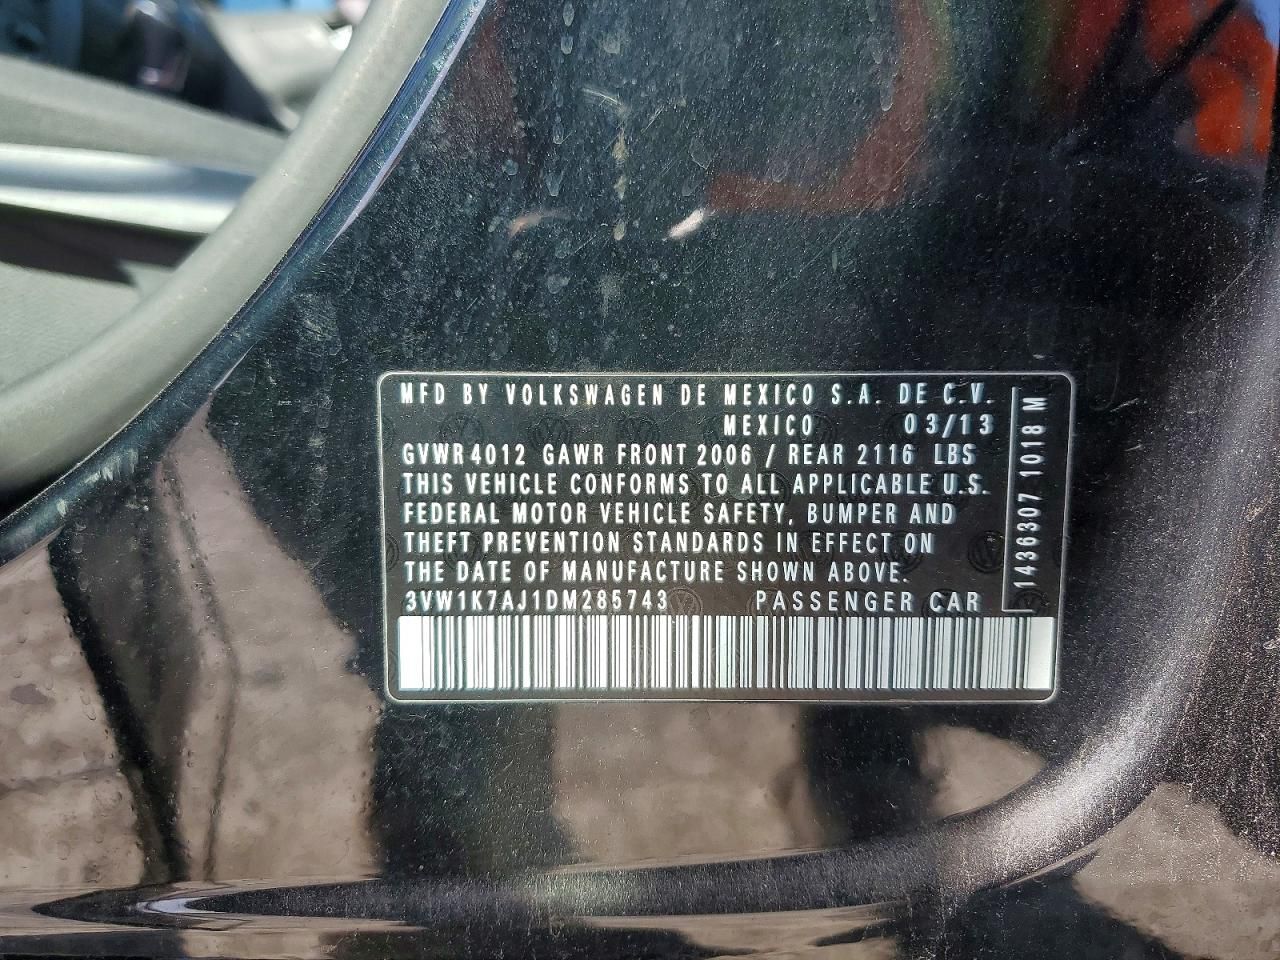 MFD BY VOLKSWAGEN DE MEXICO S.A. DE C.V.
MEXICO 03/13
GVWR 4012 GAWR FRONT 2006 / REAR 2116 LBS
THIS VEHICLE CONFORMS TO ALL APPLICABLE U.S.
FEDERAL MOTOR VEHICLE SAFETY, BUMPER AND
THEFT PREVENTION STANDARDS IN EFFECT ON
THE DATE OF MANUFACTURE SHOWN ABOVE.
3VW1K7AJ1DM285743 PASSENGER CAR
1436307 1018 M